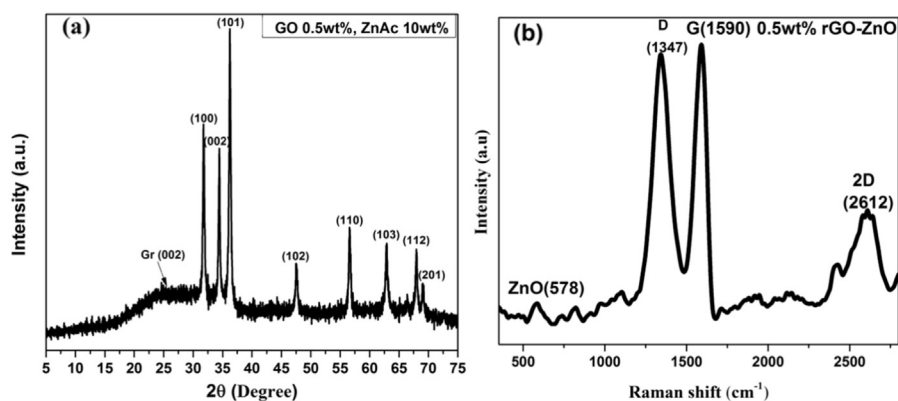 (a)
GO 0.5wt%, ZnAc 10wt%
(101)
(100)
(002)
Gr (002)
(102)
(110)
(103)
(112)
(201)
Intensity (a.u.)
5 10 15 20 25 30 35 40 45 50 55 60 65 70 75
2θ (Degree)
(b)
D
(1347)
G(1590) 0.5wt% rGO-ZnO
2D
(2612)
ZnO(578)
Intensity (a.u)
500 1000 1500 2000 2500
Raman shift (cm⁻¹)